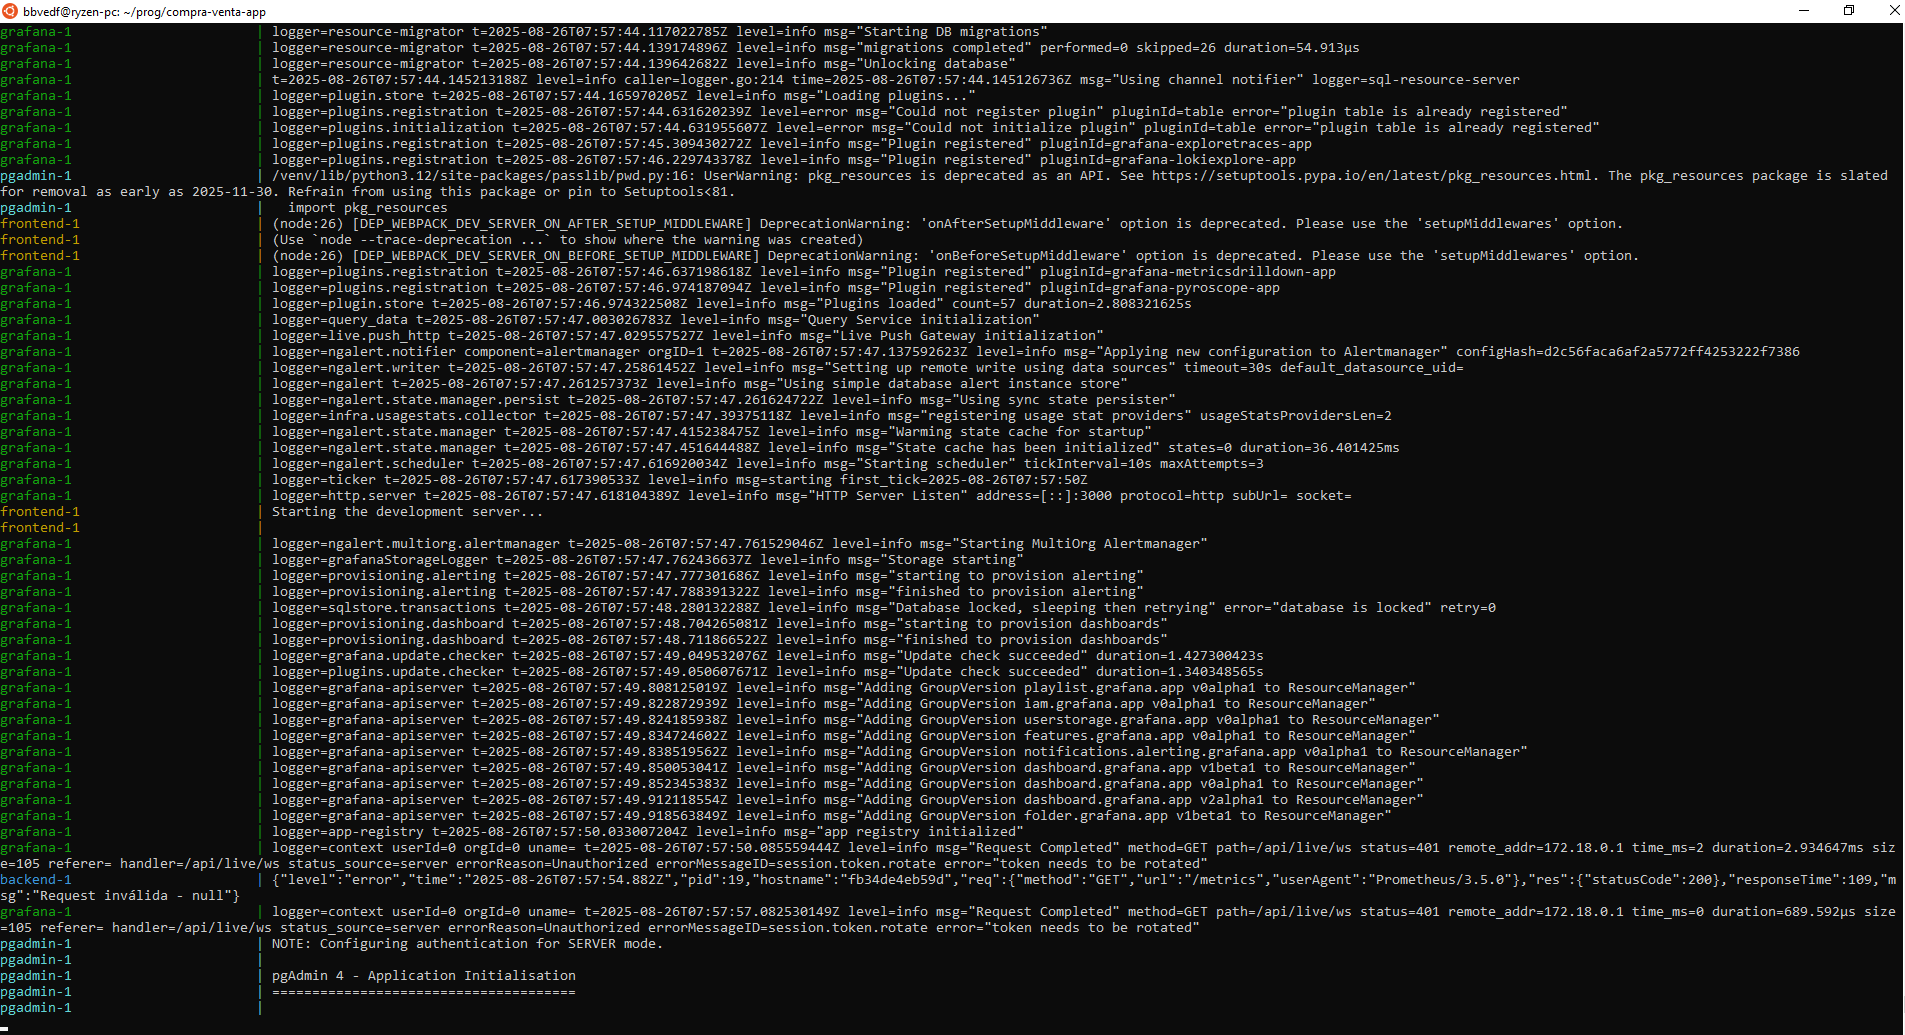 bbvedf@ryzen-pc: ~/prog/compra-venta-app
grafana-1 | logger=resource-migrator t=2025-08-26T07:57:44.117022785Z level=info msg="Starting DB migrations"
grafana-1 | logger=resource-migrator t=2025-08-26T07:57:44.139174896Z level=info msg="migrations completed" performed=0 skipped=26 duration=54.913µs
grafana-1 | logger=resource-migrator t=2025-08-26T07:57:44.139642682Z level=info msg="Unlocking database"
grafana-1 | t=2025-08-26T07:57:44.145213188Z level=info caller=logger.go:214 time=2025-08-26T07:57:44.145126736Z msg="Using channel notifier" logger=sql-resource-server
grafana-1 | logger=plugin.store t=2025-08-26T07:57:44.165970205Z level=info msg="Loading plugins..."
grafana-1 | logger=plugins.registration t=2025-08-26T07:57:44.631620239Z level=error msg="Could not register plugin" pluginId=table error="plugin table is already registered"
grafana-1 | logger=plugins.initialization t=2025-08-26T07:57:44.631955607Z level=error msg="Could not initialize plugin" pluginId=table error="plugin table is already registered"
grafana-1 | logger=plugins.registration t=2025-08-26T07:57:45.309430272Z level=info msg="Plugin registered" pluginId=grafana-exploretraces-app
grafana-1 | logger=plugins.registration t=2025-08-26T07:57:46.229743378Z level=info msg="Plugin registered" pluginId=grafana-lokiexplore-app
pgadmin-1 | /venv/lib/python3.12/site-packages/passlib/pwd.py:16: UserWarning: pkg_resources is deprecated as an API. See https://setuptools.pypa.io/en/latest/pkg_resources.html. The pkg_resources package is slated
for removal as early as 2025-11-30. Refrain from using this package or pin to Setuptools<81.
pgadmin-1 |   import pkg_resources
frontend-1 | (node:26) [DEP_WEBPACK_DEV_SERVER_ON_AFTER_SETUP_MIDDLEWARE] DeprecationWarning: 'onAfterSetupMiddleware' option is deprecated. Please use the 'setupMiddlewares' option.
frontend-1 | (Use `node --trace-deprecation ...` to show where the warning was created)
frontend-1 | (node:26) [DEP_WEBPACK_DEV_SERVER_ON_BEFORE_SETUP_MIDDLEWARE] DeprecationWarning: 'onBeforeSetupMiddleware' option is deprecated. Please use the 'setupMiddlewares' option.
grafana-1 | logger=plugins.registration t=2025-08-26T07:57:46.637198618Z level=info msg="Plugin registered" pluginId=grafana-metricsdrilldown-app
grafana-1 | logger=plugins.registration t=2025-08-26T07:57:46.974187094Z level=info msg="Plugin registered" pluginId=grafana-pyroscope-app
grafana-1 | logger=plugin.store t=2025-08-26T07:57:46.974322508Z level=info msg="Plugins loaded" count=57 duration=2.808321625s
grafana-1 | logger=query_data t=2025-08-26T07:57:47.003026783Z level=info msg="Query Service initialization"
grafana-1 | logger=live.push_http t=2025-08-26T07:57:47.029557527Z level=info msg="Live Push Gateway initialization"
grafana-1 | logger=ngalert.notifier component=alertmanager orgID=1 t=2025-08-26T07:57:47.137592623Z level=info msg="Applying new configuration to Alertmanager" configHash=d2c56faca6af2a5772ff4253222f7386
grafana-1 | logger=ngalert.writer t=2025-08-26T07:57:47.25861452Z level=info msg="Setting up remote write using data sources" timeout=30s default_datasource_uid=
grafana-1 | logger=ngalert t=2025-08-26T07:57:47.261257373Z level=info msg="Using simple database alert instance store"
grafana-1 | logger=ngalert.state.manager.persist t=2025-08-26T07:57:47.261624722Z level=info msg="Using sync state persister"
grafana-1 | logger=infra.usagestats.collector t=2025-08-26T07:57:47.39375118Z level=info msg="registering usage stat providers" usageStatsProvidersLen=2
grafana-1 | logger=ngalert.state.manager t=2025-08-26T07:57:47.415238475Z level=info msg="Warming state cache for startup"
grafana-1 | logger=ngalert.state.manager t=2025-08-26T07:57:47.451644488Z level=info msg="State cache has been initialized" states=0 duration=36.401425ms
grafana-1 | logger=ngalert.scheduler t=2025-08-26T07:57:47.616920034Z level=info msg="Starting scheduler" tickInterval=10s maxAttempts=3
grafana-1 | logger=ticker t=2025-08-26T07:57:47.617390533Z level=info msg=starting first_tick=2025-08-26T07:57:50Z
grafana-1 | logger=http.server t=2025-08-26T07:57:47.618104389Z level=info msg="HTTP Server Listen" address=[::]:3000 protocol=http subUrl= socket=
frontend-1 | Starting the development server...
frontend-1 |
grafana-1 | logger=ngalert.multiorg.alertmanager t=2025-08-26T07:57:47.761529046Z level=info msg="Starting MultiOrg Alertmanager"
grafana-1 | logger=grafanaStorageLogger t=2025-08-26T07:57:47.76243663​7Z level=info msg="Storage starting"
grafana-1 | logger=provisioning.alerting t=2025-08-26T07:57:47.777301686Z level=info msg="starting to provision alerting"
grafana-1 | logger=provisioning.alerting t=2025-08-26T07:57:47.788391322Z level=info msg="finished to provision alerting"
grafana-1 | logger=sqlstore.transactions t=2025-08-26T07:57:48.280132288Z level=info msg="Database locked, sleeping then retrying" error="database is locked" retry=0
grafana-1 | logger=provisioning.dashboard t=2025-08-26T07:57:48.704265081Z level=info msg="starting to provision dashboards"
grafana-1 | logger=provisioning.dashboard t=2025-08-26T07:57:48.711866522Z level=info msg="finished to provision dashboards"
grafana-1 | logger=grafana.update.checker t=2025-08-26T07:57:49.049532076Z level=info msg="Update check succeeded" duration=1.427300423s
grafana-1 | logger=plugins.update.checker t=2025-08-26T07:57:49.050607671Z level=info msg="Update check succeeded" duration=1.340348565s
grafana-1 | logger=grafana-apiserver t=2025-08-26T07:57:49.808125019Z level=info msg="Adding GroupVersion playlist.grafana.app v0alpha1 to ResourceManager"
grafana-1 | logger=grafana-apiserver t=2025-08-26T07:57:49.822872939Z level=info msg="Adding GroupVersion iam.grafana.app v0alpha1 to ResourceManager"
grafana-1 | logger=grafana-apiserver t=2025-08-26T07:57:49.824185938Z level=info msg="Adding GroupVersion userstorage.grafana.app v0alpha1 to ResourceManager"
grafana-1 | logger=grafana-apiserver t=2025-08-26T07:57:49.834724602Z level=info msg="Adding GroupVersion features.grafana.app v0alpha1 to ResourceManager"
grafana-1 | logger=grafana-apiserver t=2025-08-26T07:57:49.838519562Z level=info msg="Adding GroupVersion notifications.alerting.grafana.app v0alpha1 to ResourceManager"
grafana-1 | logger=grafana-apiserver t=2025-08-26T07:57:49.850053041Z level=info msg="Adding GroupVersion dashboard.grafana.app v1beta1 to ResourceManager"
grafana-1 | logger=grafana-apiserver t=2025-08-26T07:57:49.852345383Z level=info msg="Adding GroupVersion dashboard.grafana.app v0alpha1 to ResourceManager"
grafana-1 | logger=grafana-apiserver t=2025-08-26T07:57:49.912118554Z level=info msg="Adding GroupVersion dashboard.grafana.app v2alpha1 to ResourceManager"
grafana-1 | logger=grafana-apiserver t=2025-08-26T07:57:49.918563849Z level=info msg="Adding GroupVersion folder.grafana.app v1beta1 to ResourceManager"
grafana-1 | logger=app-registry t=2025-08-26T07:57:50.033007204Z level=info msg="app registry initialized"
grafana-1 | logger=context userId=0 orgId=0 uname= t=2025-08-26T07:57:50.085559444Z level=info msg="Request Completed" method=GET path=/api/live/ws status=401 remote_addr=172.18.0.1 time_ms=2 duration=2.934647ms siz
e=105 referer= handler=/api/live/ws status_source=server errorReason=Unauthorized errorMessageID=session.token.rotate error="token needs to be rotated"
backend-1 | {"level":"error","time":"2025-08-26T07:57:54.882Z","pid":19,"hostname":"fb34de4eb59d","req":{"method":"GET","url":"/metrics","userAgent":"Prometheus/3.5.0"},"res":{"statusCode":200},"responseTime":109,"m
sg":"Request inválida - null"}
grafana-1 | logger=context userId=0 orgId=0 uname= t=2025-08-26T07:57:57.082530149Z level=info msg="Request Completed" method=GET path=/api/live/ws status=401 remote_addr=172.18.0.1 time_ms=0 duration=689.592µs size
=105 referer= handler=/api/live/ws status_source=server errorReason=Unauthorized errorMessageID=session.token.rotate error="token needs to be rotated"
pgadmin-1 | NOTE: Configuring authentication for SERVER mode.
pgadmin-1 |
pgadmin-1 | pgAdmin 4 - Application Initialisation
pgadmin-1 | ======================================
pgadmin-1 |